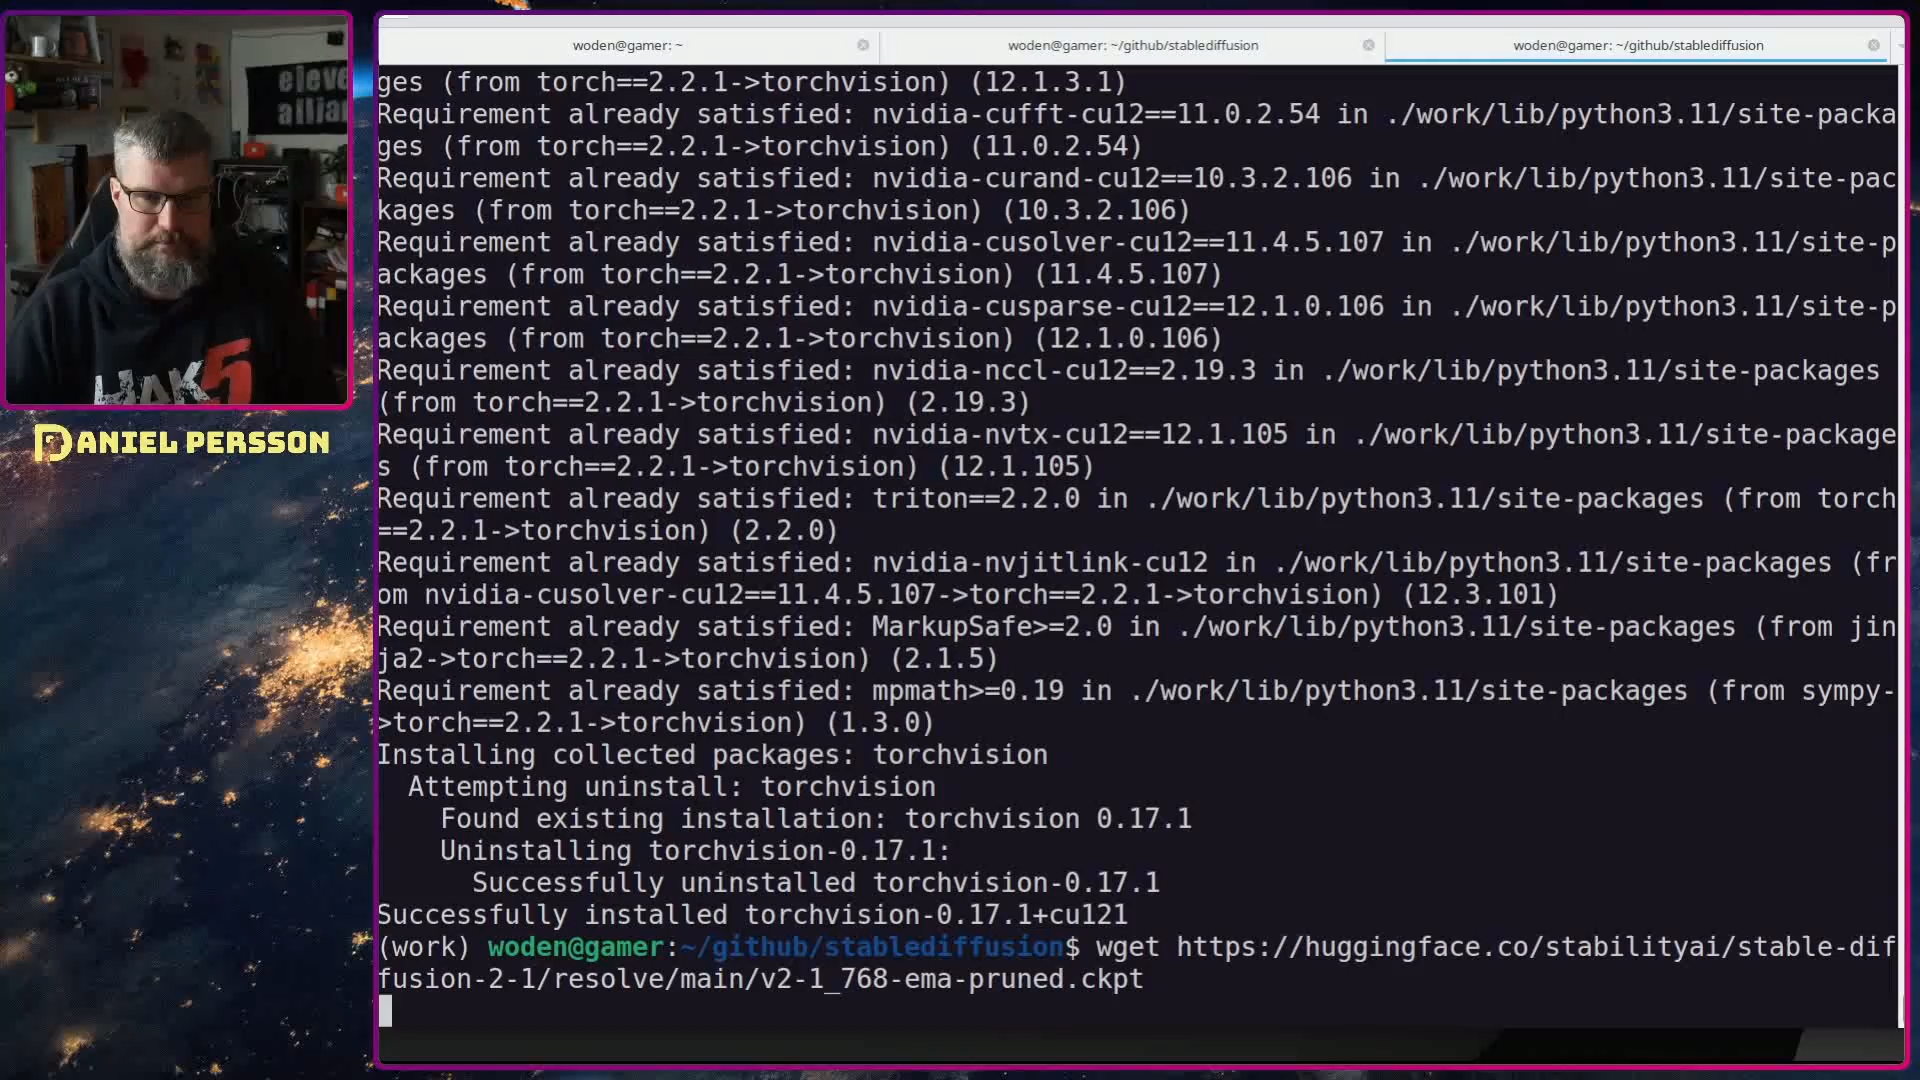 eleve
alliar
HAK5
DANIEL PERSSON
woden@gamer: ~
woden@gamer: ~/github/stablediffusion
woden@gamer: ~/github/stablediffusion
ges (from torch==2.2.1->torchvision) (12.1.3.1)
Requirement already satisfied: nvidia-cufft-cu12==11.0.2.54 in ./work/lib/python3.11/site-packa
ges (from torch==2.2.1->torchvision) (11.0.2.54)
Requirement already satisfied: nvidia-curand-cu12==10.3.2.106 in ./work/lib/python3.11/site-pac
kages (from torch==2.2.1->torchvision) (10.3.2.106)
Requirement already satisfied: nvidia-cusolver-cu12==11.4.5.107 in ./work/lib/python3.11/site-p
ackages (from torch==2.2.1->torchvision) (11.4.5.107)
Requirement already satisfied: nvidia-cusparse-cu12==12.1.0.106 in ./work/lib/python3.11/site-p
ackages (from torch==2.2.1->torchvision) (12.1.0.106)
Requirement already satisfied: nvidia-nccl-cu12==2.19.3 in ./work/lib/python3.11/site-packages
(from torch==2.2.1->torchvision) (2.19.3)
Requirement already satisfied: nvidia-nvtx-cu12==12.1.105 in ./work/lib/python3.11/site-package
s (from torch==2.2.1->torchvision) (12.1.105)
Requirement already satisfied: triton==2.2.0 in ./work/lib/python3.11/site-packages (from torch
==2.2.1->torchvision) (2.2.0)
Requirement already satisfied: nvidia-nvjitlink-cu12 in ./work/lib/python3.11/site-packages (fr
om nvidia-cusolver-cu12==11.4.5.107->torch==2.2.1->torchvision) (12.3.101)
Requirement already satisfied: MarkupSafe>=2.0 in ./work/lib/python3.11/site-packages (from jin
ja2->torch==2.2.1->torchvision) (2.1.5)
Requirement already satisfied: mpmath>=0.19 in ./work/lib/python3.11/site-packages (from sympy-
>torch==2.2.1->torchvision) (1.3.0)
Installing collected packages: torchvision
Attempting uninstall: torchvision
Found existing installation: torchvision 0.17.1
Uninstalling torchvision-0.17.1:
Successfully uninstalled torchvision-0.17.1
Successfully installed torchvision-0.17.1+cu121
(work) woden@gamer:~/github/stablediffusion$ wget https://huggingface.co/stabilityai/stable-dif
fusion-2-1/resolve/main/v2-1_768-ema-pruned.ckpt